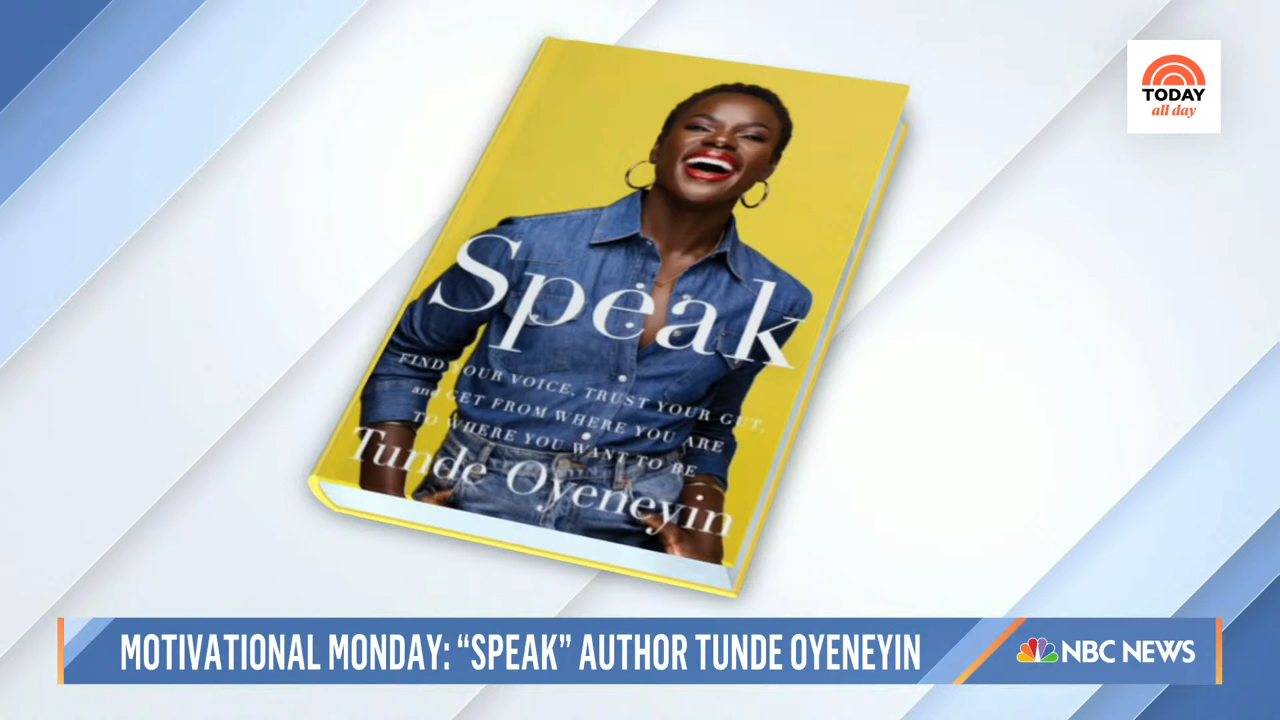 TODAY
all day
Speak
FIND YOUR VOICE, TRUST YOUR GUT,
and GET FROM WHERE YOU ARE
TO WHERE YOU WANT TO BE
Tunde Oyeneyin
MOTIVATIONAL MONDAY: “SPEAK” AUTHOR TUNDE OYENEYIN
NBC NEWS